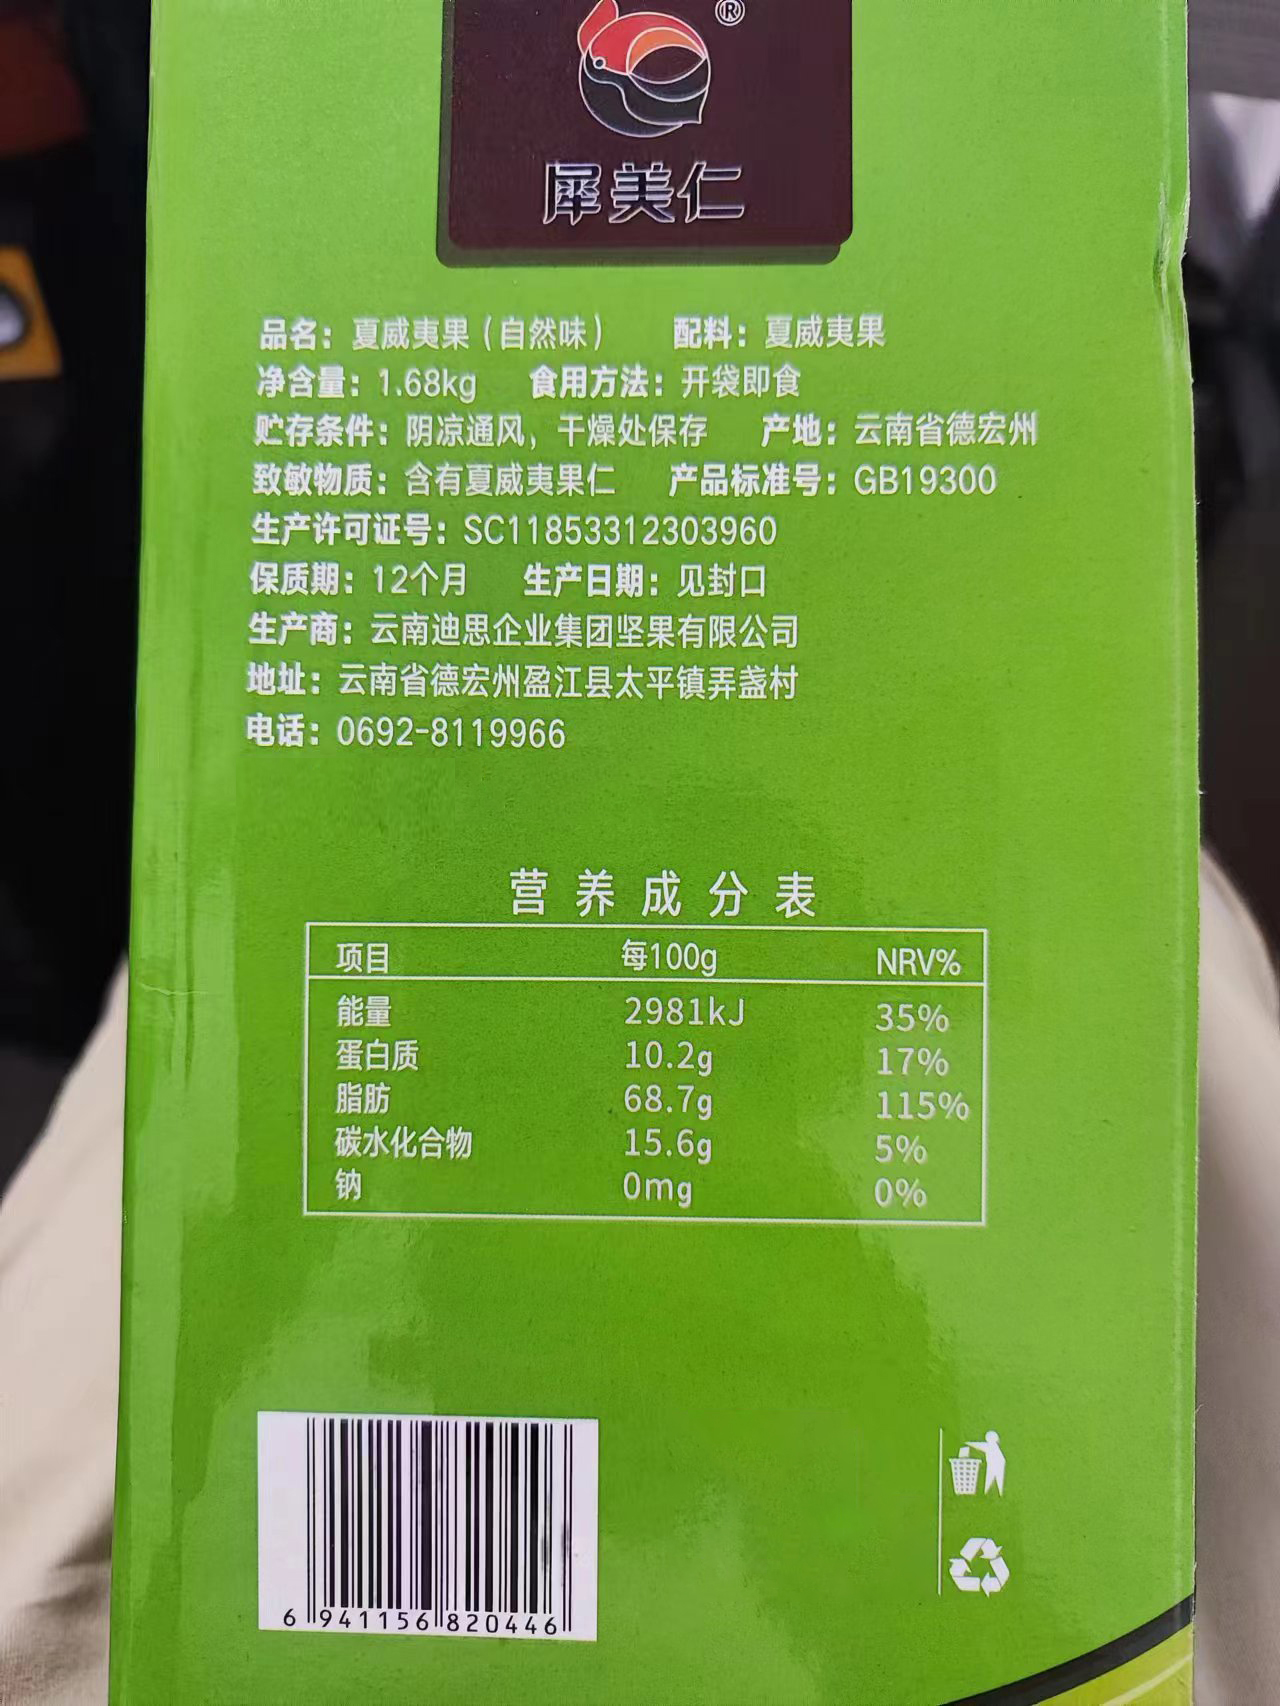 ®
犀美仁
品名：夏威夷果（自然味） 配料：夏威夷果
净含量：1.68kg 食用方法：开袋即食
贮存条件：阴凉通风，干燥处保存 产地：云南省德宏州
致敏物质：含有夏威夷果仁 产品标准号：GB19300
生产许可证号：SC11853312303960
保质期：12个月 生产日期：见封口
生产商：云南迪思企业集团坚果有限公司
地址：云南省德宏州盈江县太平镇弄盏村
电话：0692-8119966
营养成分表
项目 每100g NRV%
能量 2981kJ 35%
蛋白质 10.2g 17%
脂肪 68.7g 115%
碳水化合物 15.6g 5%
钠 0mg 0%
6 941156 820446